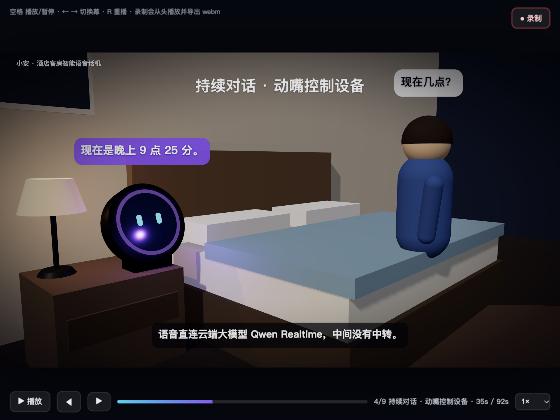 空格 播放/暂停 · ← → 切换幕 · R 重播 · 录制会从头播放并导出 webm
● 录制
小安 · 酒店客房智能语音话机
持续对话 · 动嘴控制设备
现在几点?
现在是晚上 9 点 25 分。
语音直连云端大模型 Qwen Realtime，中间没有中转。
▶ 播放
4/9 持续对话 · 动嘴控制设备 · 35s / 92s
1×